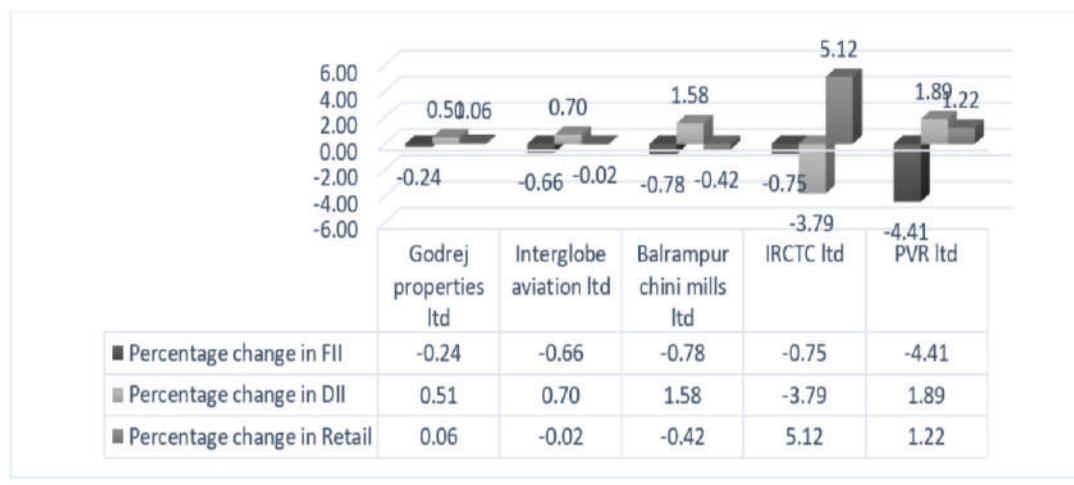 5.12
6.00
4.00
2.00
0.00
-2.00
-4.00
-6.00
0.51 0.06
0.70
1.58
1.89
1.22
-0.24
-0.66 -0.02
-0.78 -0.42
-0.75
-3.79
-4.41
Godrej properties ltd
Interglobe aviation ltd
Balrampur chini mills ltd
IRCTC ltd
PVR ltd
Percentage change in FII -0.24 -0.66 -0.78 -0.75 -4.41
Percentage change in DII 0.51 0.70 1.58 -3.79 1.89
Percentage change in Retail 0.06 -0.02 -0.42 5.12 1.22